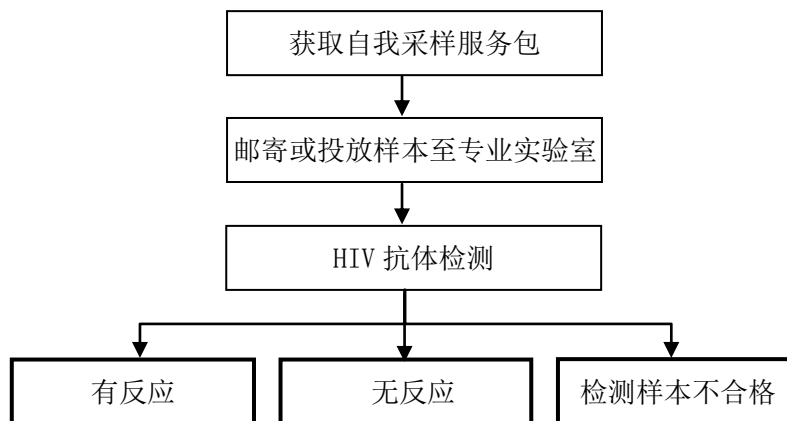 获取自我采样服务包
邮寄或投放样本至专业实验室
HIV 抗体检测
有反应
无反应
检测样本不合格